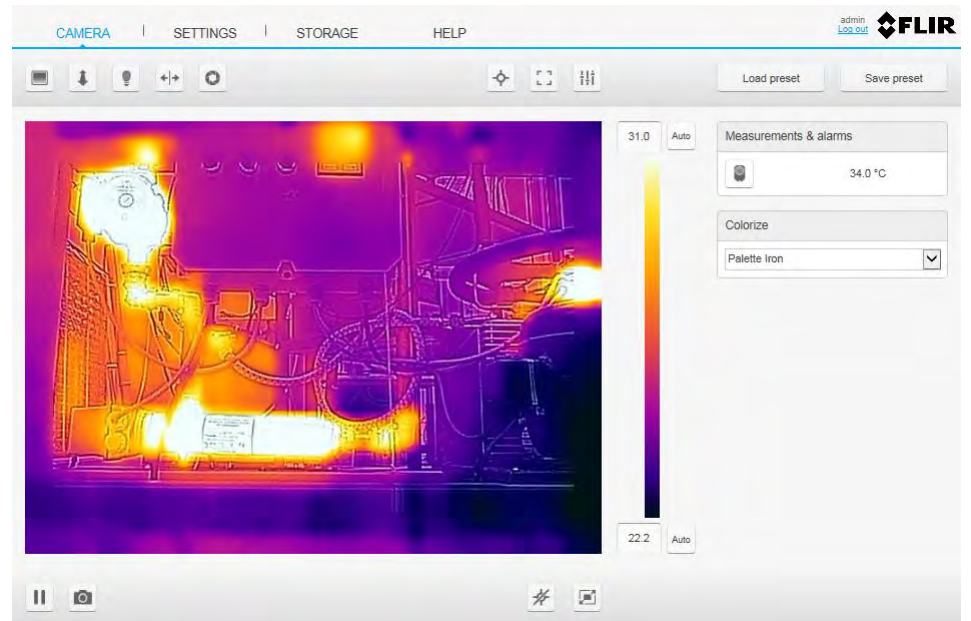 CAMERA SETTINGS STORAGE HELP
admin
Log out
FLIR
Load preset Save preset
31.0 Auto
Measurements & alarms
34.0 °C
Colorize
Palette Iron
22.2 Auto